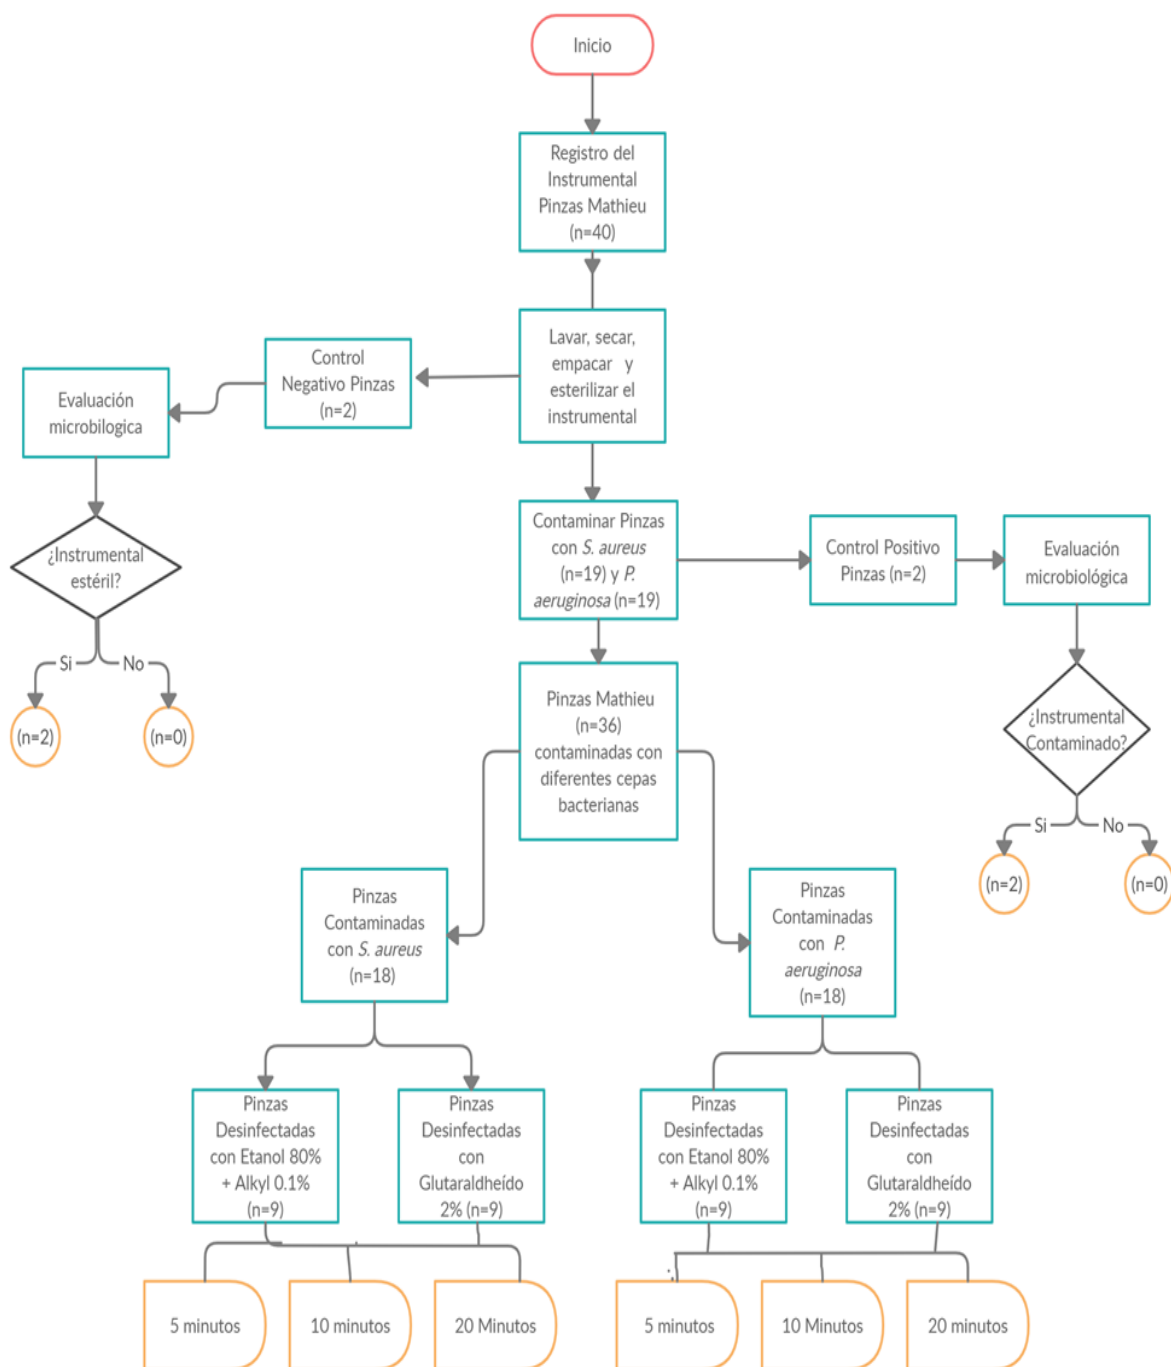 Inicio
Registro del
Instrumental
Pinzas Mathieu
(n=40)
Lavar, secar,
empacar y
esterilizar el
instrumental
Control
Negativo Pinzas
(n=2)
Evaluación
microbilogica
¿Instrumental
estéril?
Si
No
(n=2)
(n=0)
Contaminar Pinzas
con S. aureus
(n=19) y P.
aeruginosa (n=19)
Control Positivo
Pinzas (n=2)
Evaluación
microbiológica
¿Instrumental
Contaminado?
Si
No
(n=2)
(n=0)
Pinzas Mathieu
(n=36)
contaminadas con
diferentes cepas
bacterianas
Pinzas
Contaminadas
con S. aureus
(n=18)
Pinzas
Contaminadas
con P.
aeruginosa
(n=18)
Pinzas
Desinfectadas
con Etanol 80%
+ Alkyl 0.1%
(n=9)
Pinzas
Desinfectadas
con
Glutaraldheído
2% (n=9)
Pinzas
Desinfectadas
con Etanol 80%
+ Alkyl 0.1%
(n=9)
Pinzas
Desinfectadas
con
Glutaraldheído
2% (n=9)
5 minutos
10 minutos
20 Minutos
5 minutos
10 Minutos
20 minutos